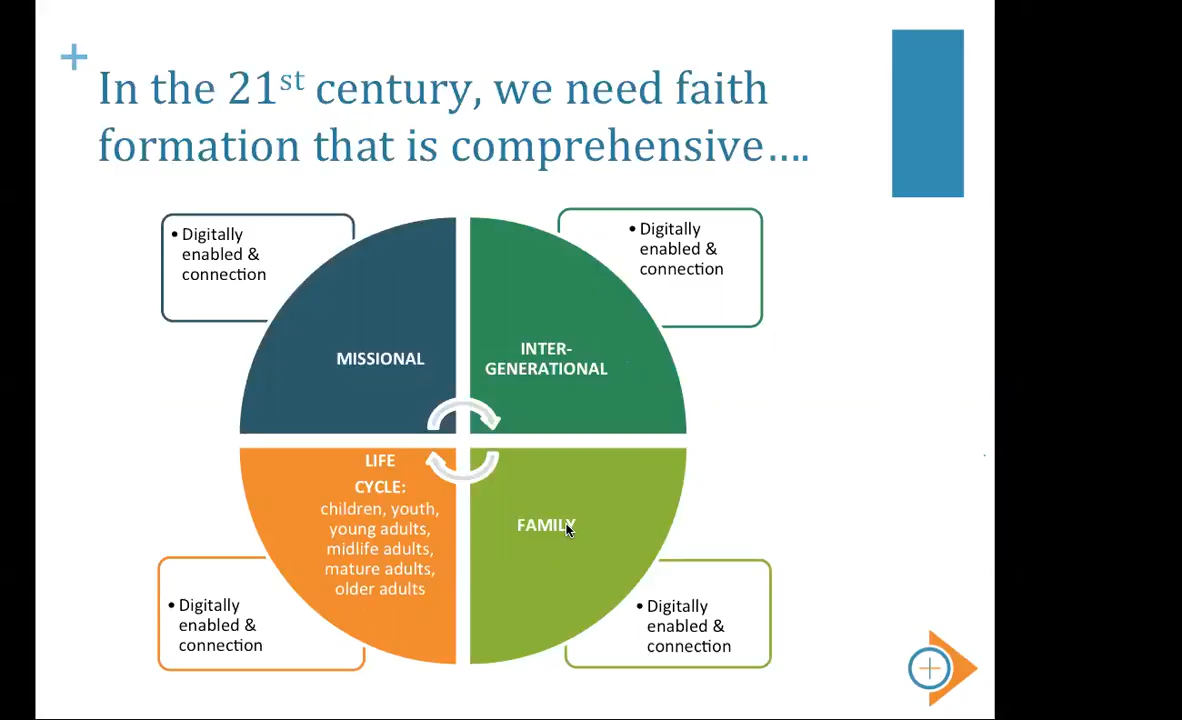 In the 21st century, we need faith
formation that is comprehensive....
• Digitally
enabled &
connection
• Digitally
enabled &
connection
MISSIONAL
INTER-
GENERATIONAL
LIFE
CYCLE:
children, youth,
young adults,
midlife adults,
mature adults,
older adults
FAMILY
• Digitally
enabled &
connection
• Digitally
enabled &
connection